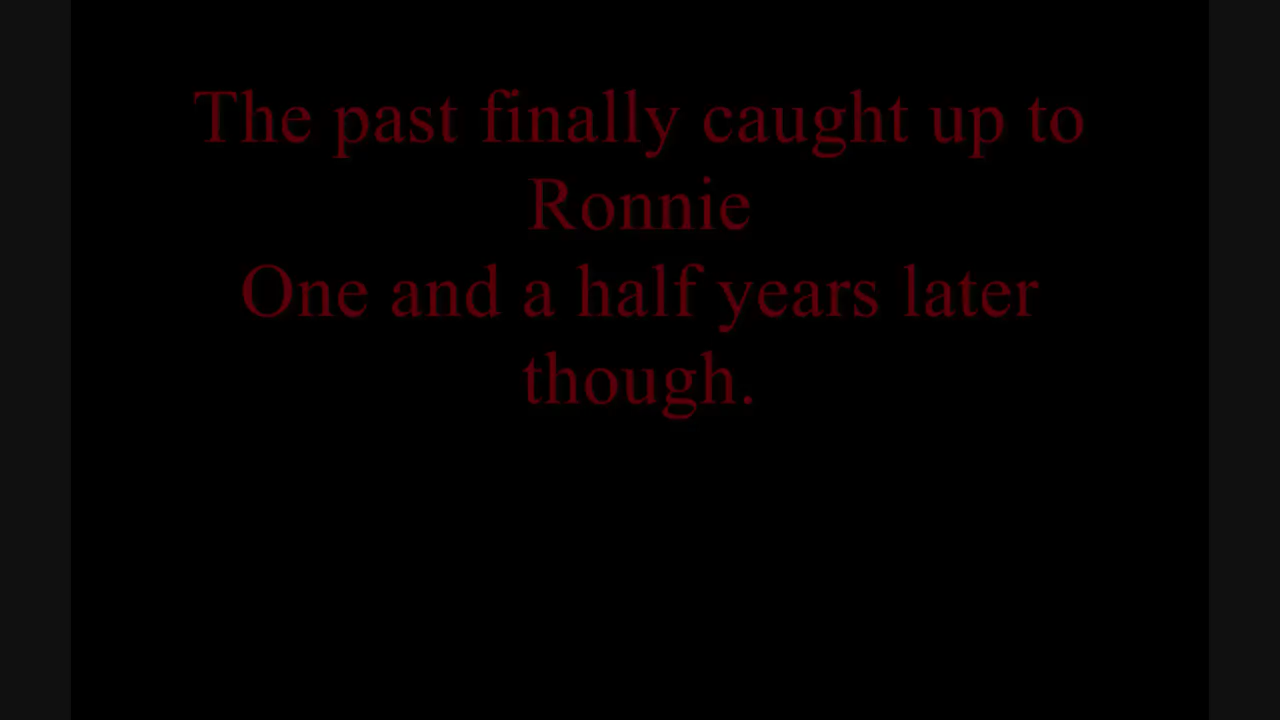 The past finally caught up to
Ronnie
One and a half years later
though.